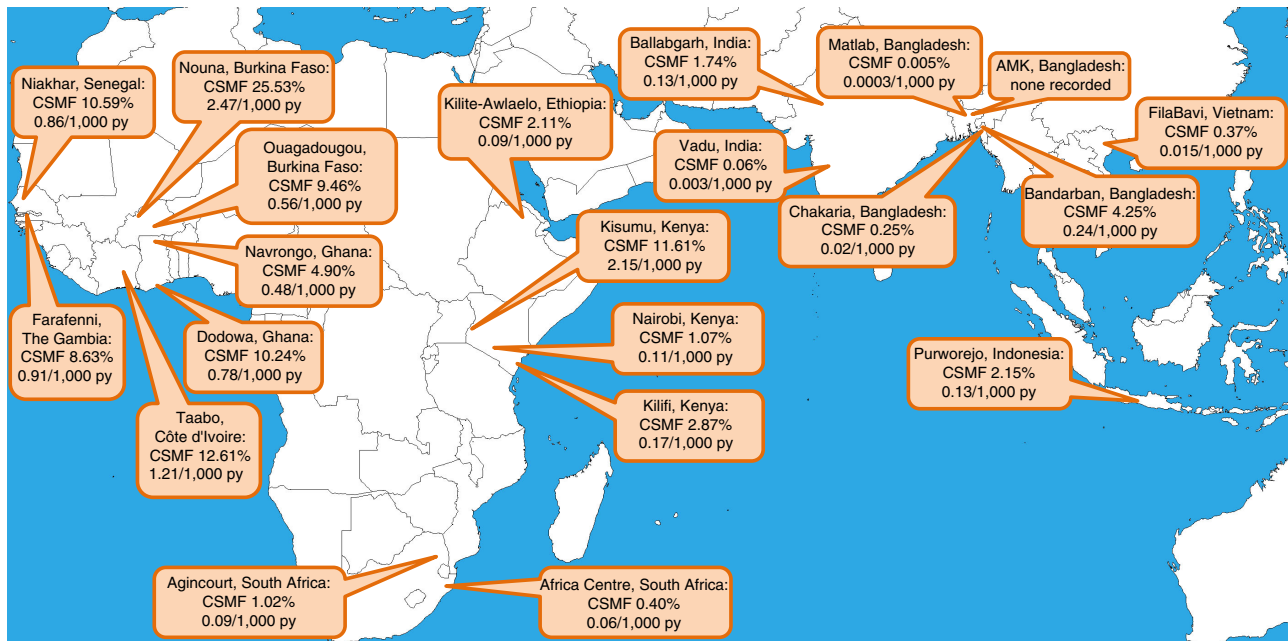 Niakhar, Senegal:
CSMF 10.59%
0.86/1,000 py
Nouna, Burkina Faso:
CSMF 25.53%
2.47/1,000 py
Ouagadougou,
Burkina Faso:
CSMF 9.46%
0.56/1,000 py
Navrongo, Ghana:
CSMF 4.90%
0.48/1,000 py
Farafenni,
The Gambia:
CSMF 8.63%
0.91/1,000 py
Dodowa, Ghana:
CSMF 10.24%
0.78/1,000 py
Taabo,
Côte d'Ivoire:
CSMF 12.61%
1.21/1,000 py
Kilite-Awlaelo, Ethiopia:
CSMF 2.11%
0.09/1,000 py
Kisumu, Kenya:
CSMF 11.61%
2.15/1,000 py
Nairobi, Kenya:
CSMF 1.07%
0.11/1,000 py
Kilifi, Kenya:
CSMF 2.87%
0.17/1,000 py
Agincourt, South Africa:
CSMF 1.02%
0.09/1,000 py
Africa Centre, South Africa:
CSMF 0.40%
0.06/1,000 py
Ballabgarh, India:
CSMF 1.74%
0.13/1,000 py
Matlab, Bangladesh:
CSMF 0.005%
0.0003/1,000 py
AMK, Bangladesh:
none recorded
FilaBavi, Vietnam:
CSMF 0.37%
0.015/1,000 py
Vadu, India:
CSMF 0.06%
0.003/1,000 py
Chakaria, Bangladesh:
CSMF 0.25%
0.02/1,000 py
Bandarban, Bangladesh:
CSMF 4.25%
0.24/1,000 py
Purworejo, Indonesia:
CSMF 2.15%
0.13/1,000 py